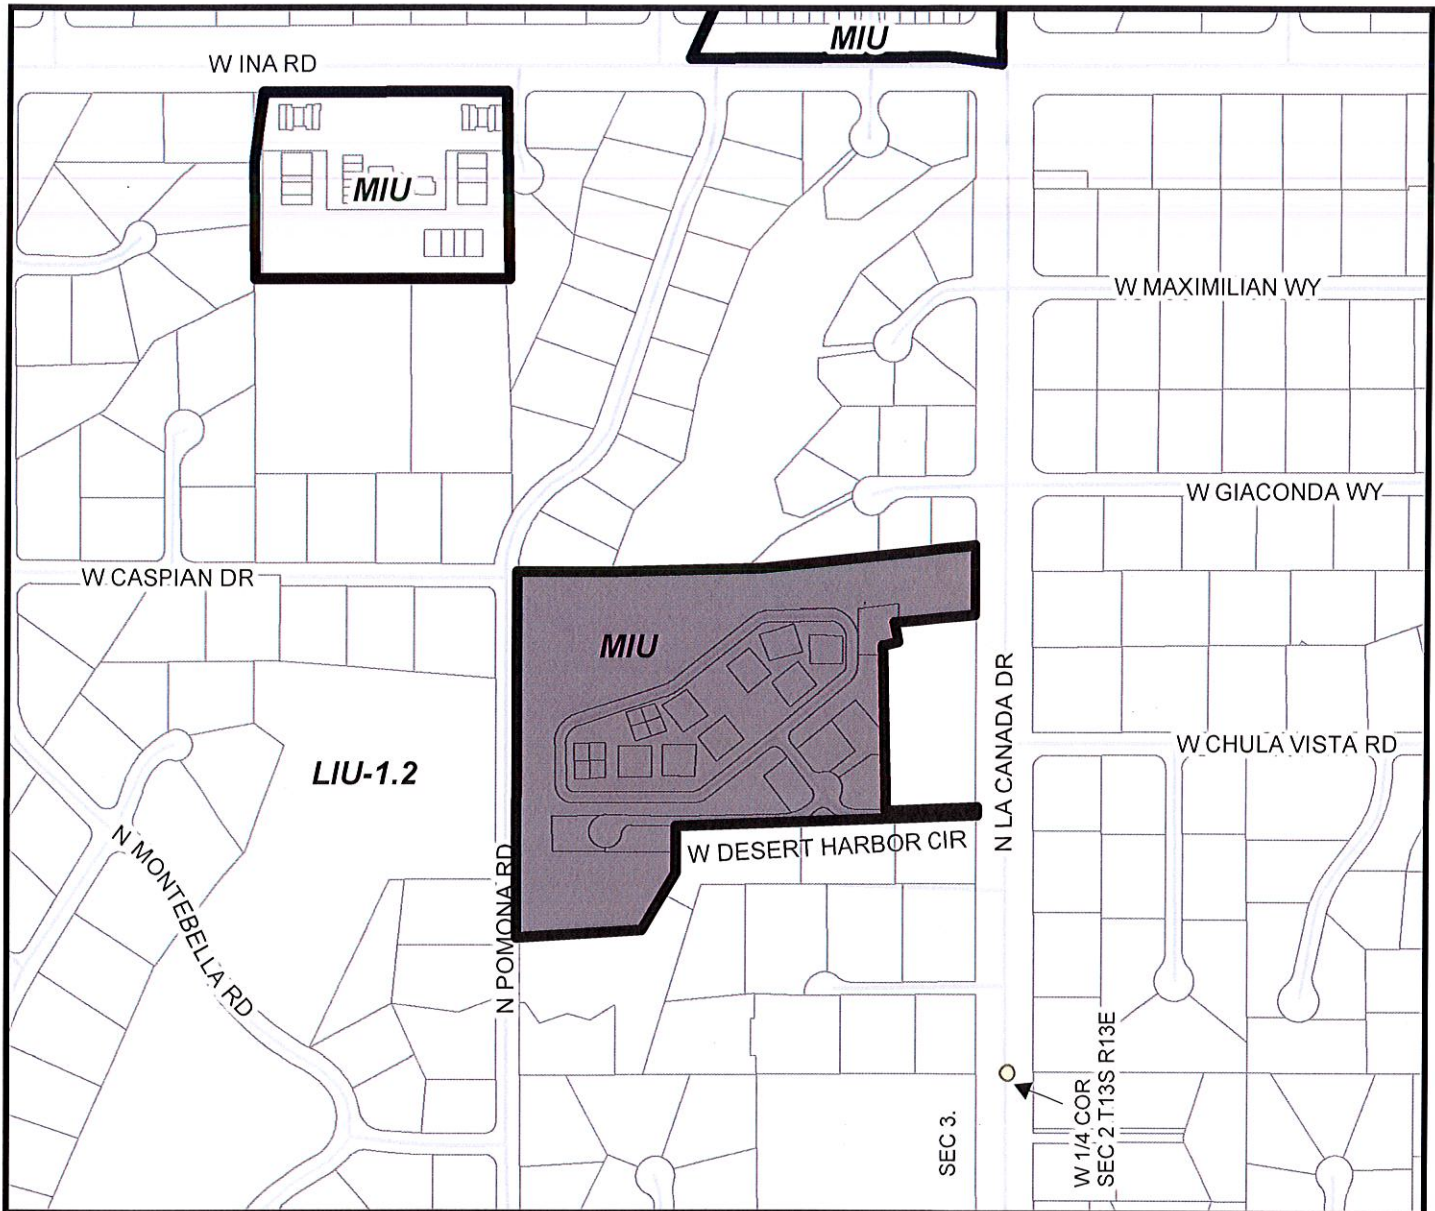 MIU
W INA RD
MIU
W MAXIMILIAN WY
W GIACONDA WY
W CASPIAN DR
MIU
N LA CANADA DR
W CHULA VISTA RD
LIU-1.2
N MONTEBELLA RD
N POMONA RD
W DESERT HARBOR CIR
SEC 3.
W 1/4 COR
SEC 2 T13S R13E